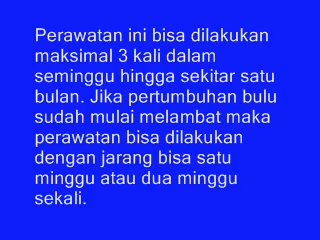 Perawatan ini bisa dilakukan
maksimal 3 kali dalam
seminggu hingga sekitar satu
bulan. Jika pertumbuhan bulu
sudah mulai melambat maka
perawatan bisa dilakukan
dengan jarang bisa satu
minggu atau dua minggu
sekali.